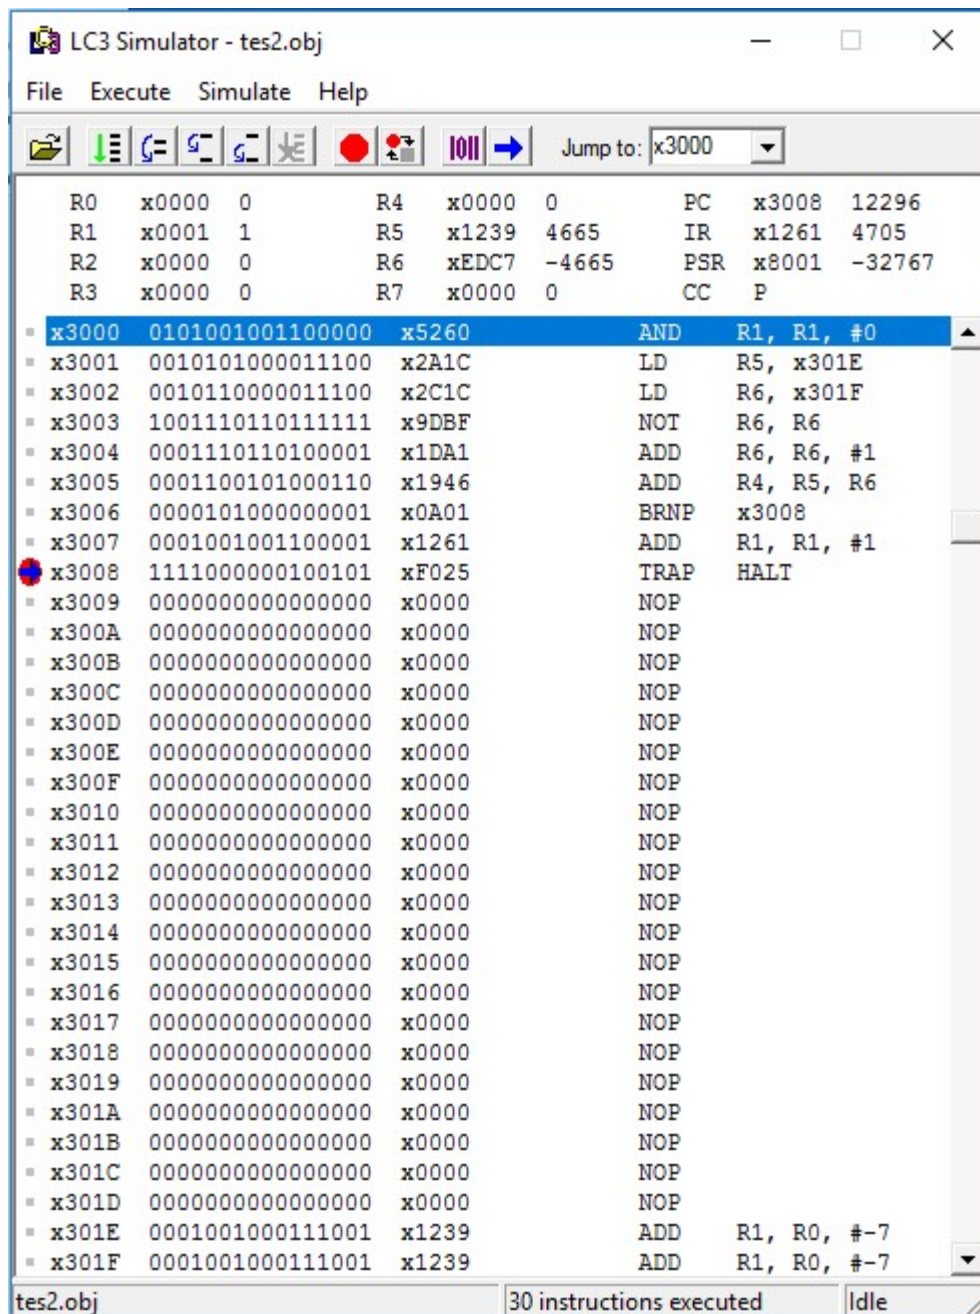 LC3 Simulator - tes2.obj
File Execute Simulate Help
Jump to: x3000
R0 x0000 0 R4 x0000 0 PC x3008 12296
R1 x0001 1 R5 x1239 4665 IR x1261 4705
R2 x0000 0 R6 xEDC7 -4665 PSR x8001 -32767
R3 x0000 0 R7 x0000 0 CC P
x3000 0101001001100000 x5260 AND R1, R1, #0
x3001 0010101000011100 x2A1C LD R5, x301E
x3002 0010110000011100 x2C1C LD R6, x301F
x3003 1001110110111111 x9DBF NOT R6, R6
x3004 0001110110100001 x1DA1 ADD R6, R6, #1
x3005 0001100101000110 x1946 ADD R4, R5, R6
x3006 0000101000000001 x0A01 BRNP x3008
x3007 0001001001100001 x1261 ADD R1, R1, #1
x3008 1111000000100101 xF025 TRAP HALT
x3009 0000000000000000 x0000 NOP
x300A 0000000000000000 x0000 NOP
x300B 0000000000000000 x0000 NOP
x300C 0000000000000000 x0000 NOP
x300D 0000000000000000 x0000 NOP
x300E 0000000000000000 x0000 NOP
x300F 0000000000000000 x0000 NOP
x3010 0000000000000000 x0000 NOP
x3011 0000000000000000 x0000 NOP
x3012 0000000000000000 x0000 NOP
x3013 0000000000000000 x0000 NOP
x3014 0000000000000000 x0000 NOP
x3015 0000000000000000 x0000 NOP
x3016 0000000000000000 x0000 NOP
x3017 0000000000000000 x0000 NOP
x3018 0000000000000000 x0000 NOP
x3019 0000000000000000 x0000 NOP
x301A 0000000000000000 x0000 NOP
x301B 0000000000000000 x0000 NOP
x301C 0000000000000000 x0000 NOP
x301D 0000000000000000 x0000 NOP
x301E 0001001000111001 x1239 ADD R1, R0, #-7
x301F 0001001000111001 x1239 ADD R1, R0, #-7
tes2.obj 30 instructions executed Idle